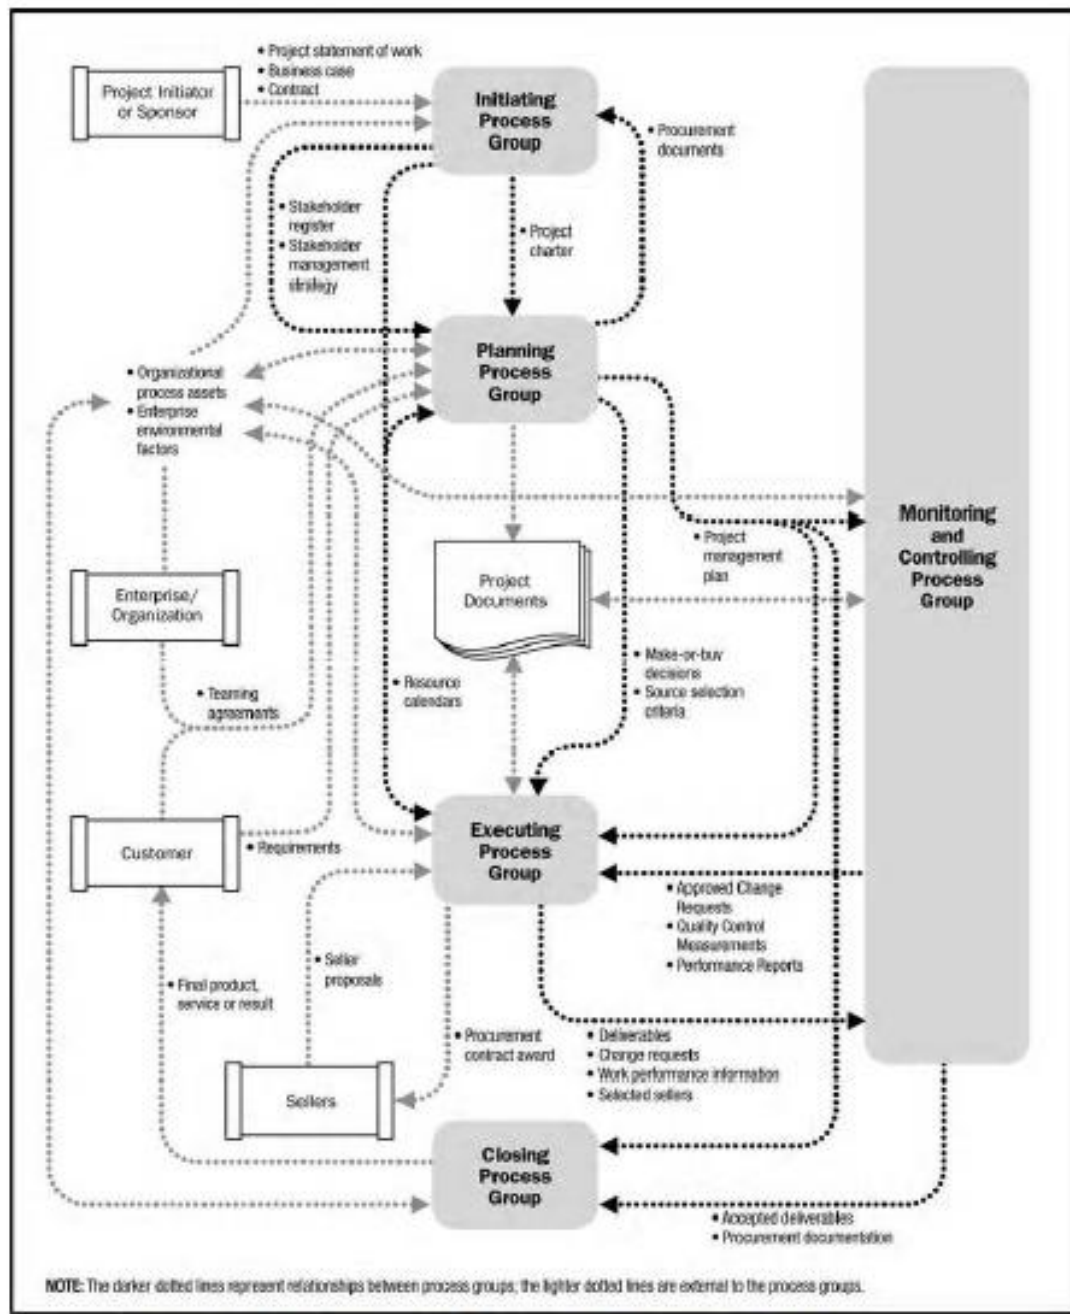 • Project statement of work
• Business case
• Contract
Project Initiator
or Sponsor
Initiating
Process
Group
• Procurement
documents
• Stakeholder
register
• Stakeholder
management
strategy
• Project
charter
Planning
Process
Group
• Organizational
process assets
• Enterprise
environmental
factors
Monitoring
and
Controlling
Process
Group
• Project
management
plan
Project
Documents
Enterprise/
Organization
• Teaming
agreements
• Resource
calendars
• Make-or-buy
decisions
• Source selection
criteria
Customer
• Requirements
Executing
Process
Group
• Approved Change
Requests
• Quality Control
Measurements
• Performance Reports
• Final product,
service or result
• Seller
proposals
• Procurement
contract award
• Deliverables
• Change requests
• Work performance information
• Selected sellers
Sellers
Closing
Process
Group
• Accepted deliverables
• Procurement documentation
NOTE: The darker dotted lines represent relationships between process groups; the lighter dotted lines are external to the process groups.